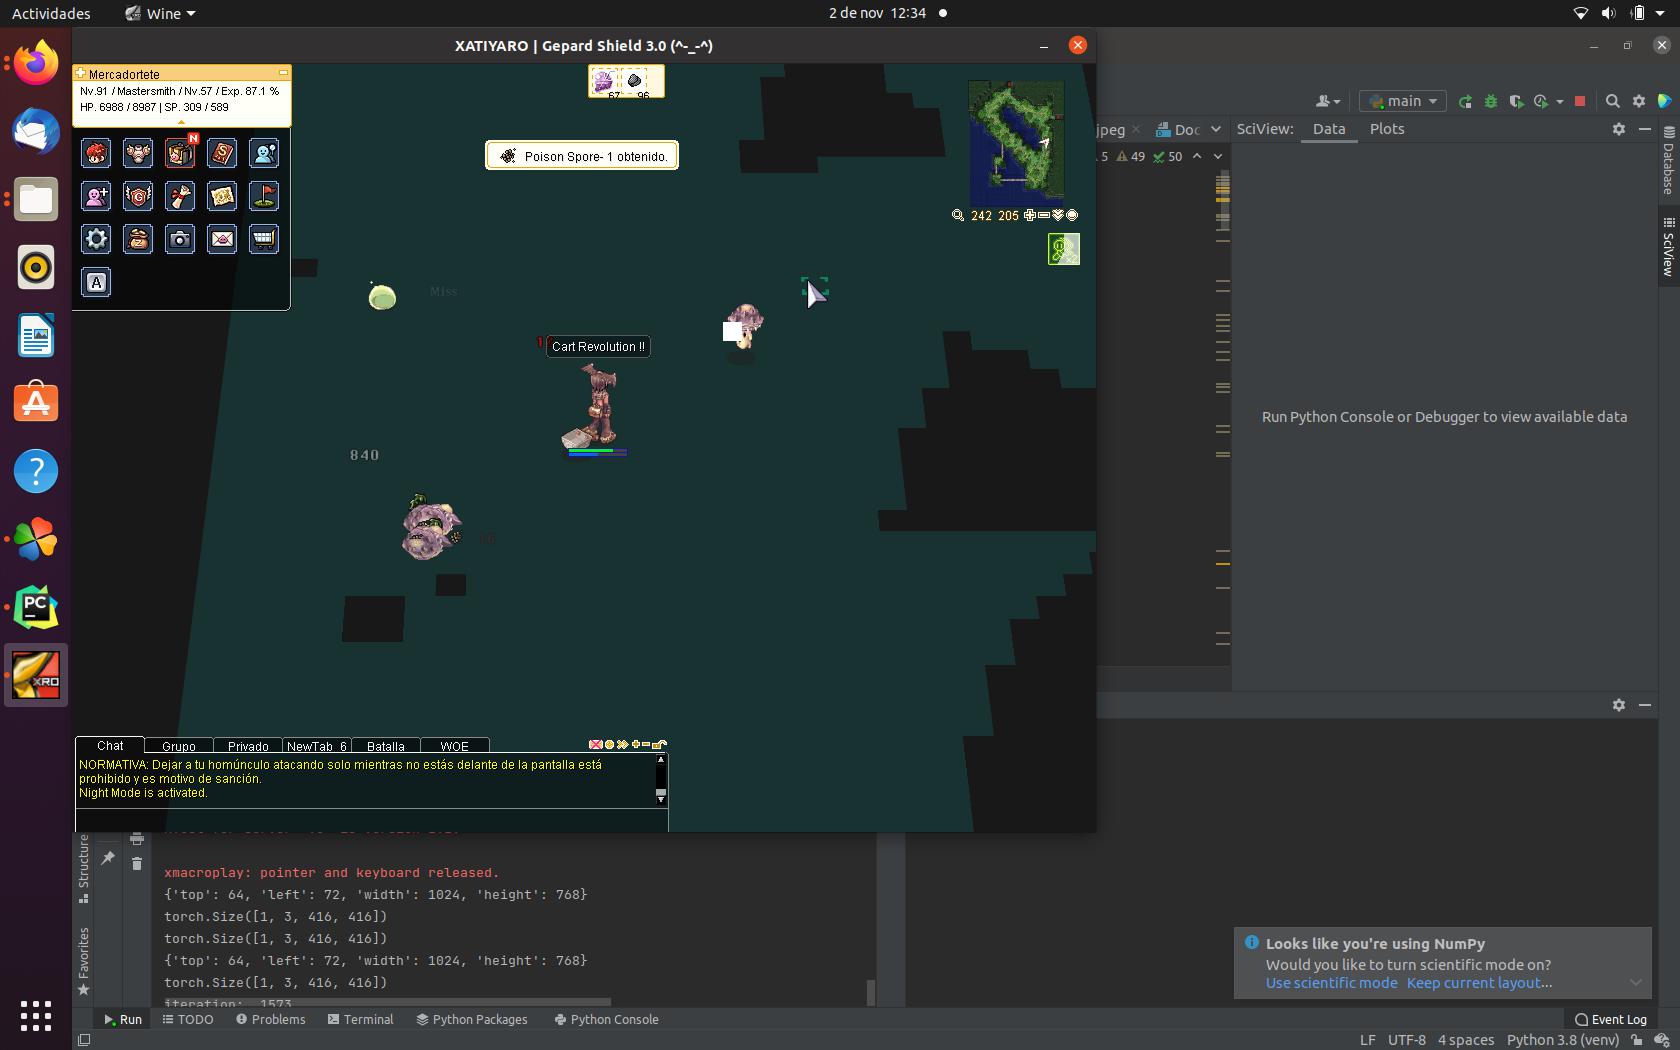 Actividades
Wine
2 de nov 12:34
XATIYARO | Gepard Shield 3.0 (^-_-^)
Mercadortete
Nv.91 / Mastersmith / Nv.57 / Exp. 87.1 %
HP. 6988 / 8987 | SP. 309 / 589
N
A
67 96
Poison Spore- 1 obtenido.
242 205
Miss
Cart Revolution !!
840
16
Chat Grupo Privado NewTab_6 Batalla WOE
NORMATIVA: Dejar a tu homúnculo atacando solo mientras no estás delante de la pantalla está
prohibido y es motivo de sanción.
Night Mode is activated.
main
jpeg
Doc
SciView: Data Plots
5 49 50
Database
SciView
Run Python Console or Debugger to view available data
PC
XRO
Structure
Favorites
xmacroplay: pointer and keyboard released.
{'top': 64, 'left': 72, 'width': 1024, 'height': 768}
torch.Size([1, 3, 416, 416])
torch.Size([1, 3, 416, 416])
{'top': 64, 'left': 72, 'width': 1024, 'height': 768}
torch.Size([1, 3, 416, 416])
iteration: 1573
Looks like you're using NumPy
Would you like to turn scientific mode on?
Use scientific mode Keep current layout...
Run TODO Problems Terminal Python Packages Python Console
Event Log
LF UTF-8 4 spaces Python 3.8 (venv)